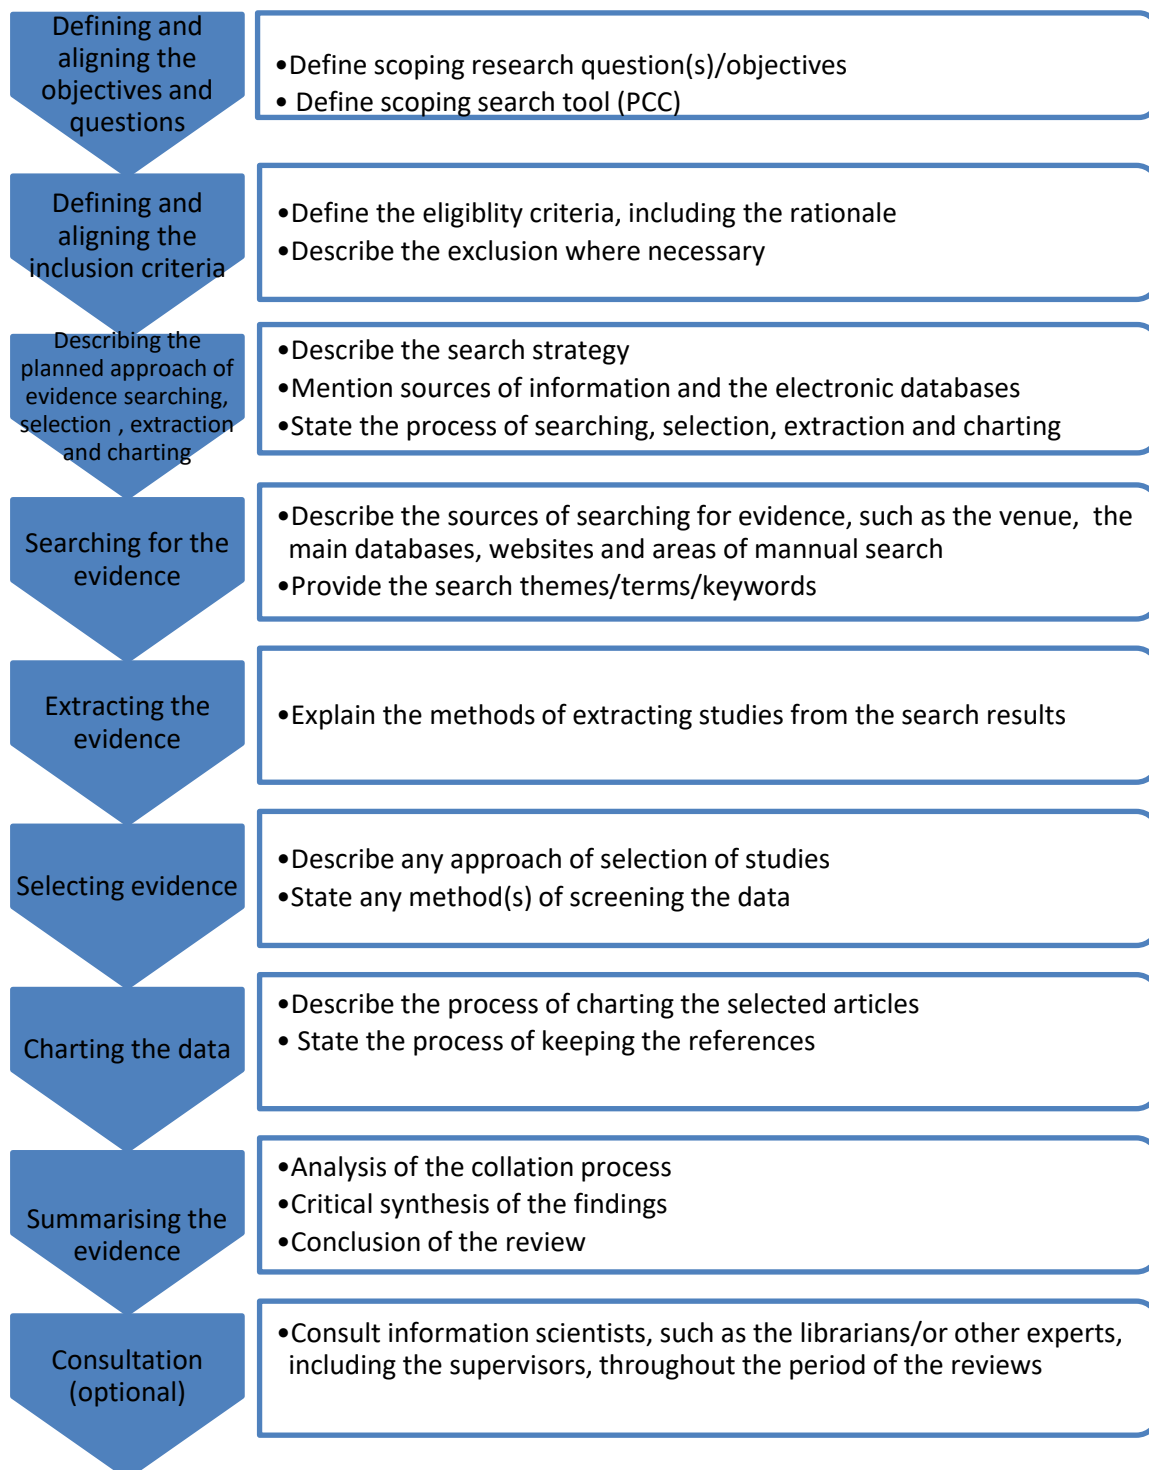 Defining and
aligning the
objectives and
questions
•Define scoping research question(s)/objectives
• Define scoping search tool (PCC)
Defining and
aligning the
inclusion criteria
•Define the eligiblity criteria, including the rationale
•Describe the exclusion where necessary
Describing the
planned approach of
evidence searching,
selection , extraction
and charting
•Describe the search strategy
•Mention sources of information and the electronic databases
•State the process of searching, selection, extraction and charting
Searching for the
evidence
•Describe the sources of searching for evidence, such as the venue, the
main databases, websites and areas of mannual search
•Provide the search themes/terms/keywords
Extracting the
evidence
•Explain the methods of extracting studies from the search results
Selecting evidence
•Describe any approach of selection of studies
•State any method(s) of screening the data
Charting the data
•Describe the process of charting the selected articles
• State the process of keeping the references
Summarising the
evidence
•Analysis of the collation process
•Critical synthesis of the findings
•Conclusion of the review
Consultation
(optional)
•Consult information scientists, such as the librarians/or other experts,
including the supervisors, throughout the period of the reviews